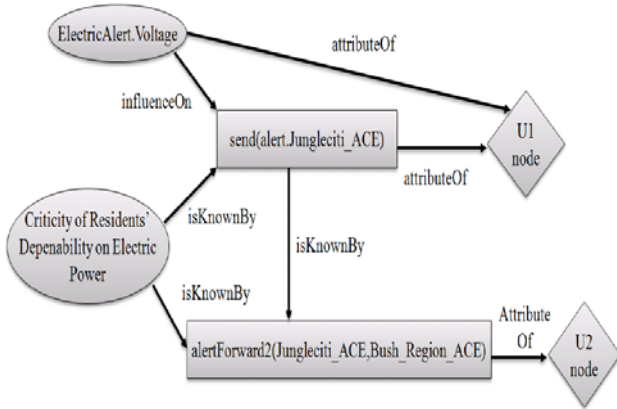 ElectricAlert.Voltage
attributeOf
influenceOn
send(alert.Jungleciti_ACE)
U1
node
attributeOf
Criticity of Residents'
Depenability on Electric
Power
isKnownBy
isKnownBy
isKnownBy
alertForward2(Jungleciti_ACE,Bush_Region_ACE)
Attribute
Of
U2
node